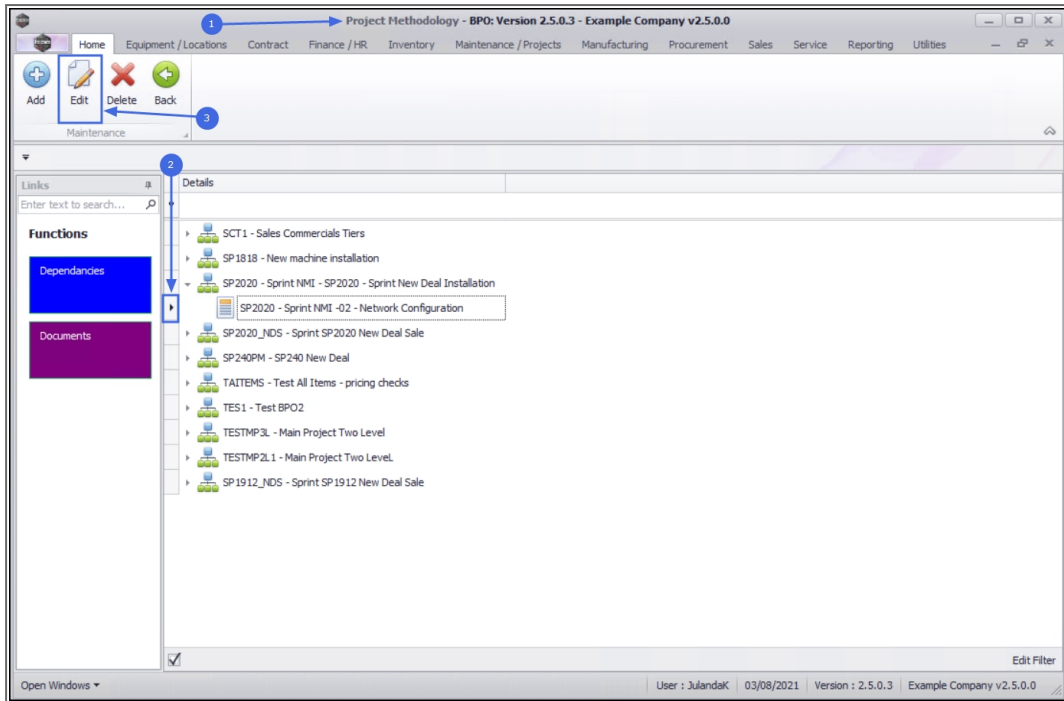 1
Project Methodology - BPO: Version 2.5.0.3 - Example Company v2.5.0.0
Home Equipment / Locations Contract Finance / HR Inventory Maintenance / Projects Manufacturing Procurement Sales Service Reporting Utilities
Add Edit Delete Back
3
Maintenance
2
Links
Details
Enter text to search...
Functions
Dependancies
Documents
SCT1 - Sales Commercials Tiers
SP1818 - New machine installation
SP2020 - Sprint NMI - SP2020 - Sprint New Deal Installation
SP2020 - Sprint NMI -02 - Network Configuration
SP2020_NDS - Sprint SP2020 New Deal Sale
SP240PM - SP240 New Deal
TAITEMS - Test All Items - pricing checks
TES1 - Test BPO2
TESTMP3L - Main Project Two Level
TESTMP2L1 - Main Project Two LeveL
SP1912_NDS - Sprint SP1912 New Deal Sale
Edit Filter
Open Windows
User : JulandaK 03/08/2021 Version : 2.5.0.3 Example Company v2.5.0.0